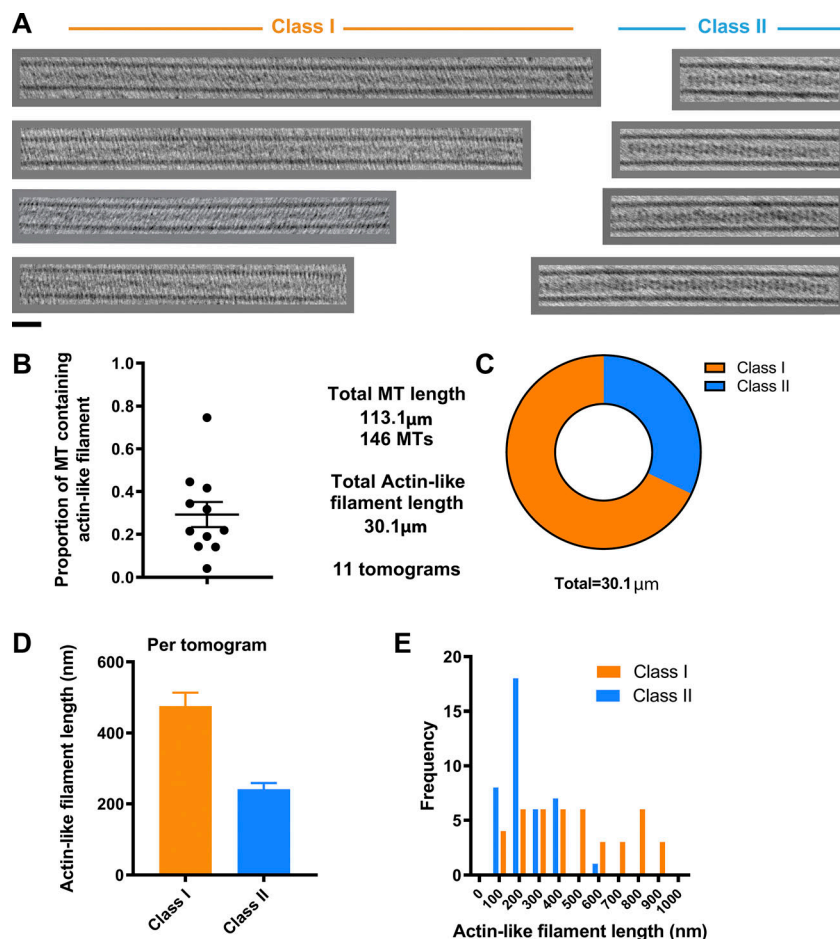 A
Class I
Class II
B
Proportion of MT containing
actin-like filament
1.0
0.8
0.6
0.4
0.2
0.0
Total MT length
113.1µm
146 MTs
Total Actin-like
filament length
30.1µm
11 tomograms
C
Class I
Class II
Total=30.1 µm
D
Per tomogram
Actin-like filament length (nm)
600
400
200
0
Class I
Class II
E
Frequency
20
15
10
5
0
Class I
Class II
0
100
200
300
400
500
600
700
800
900
1000
Actin-like filament length (nm)